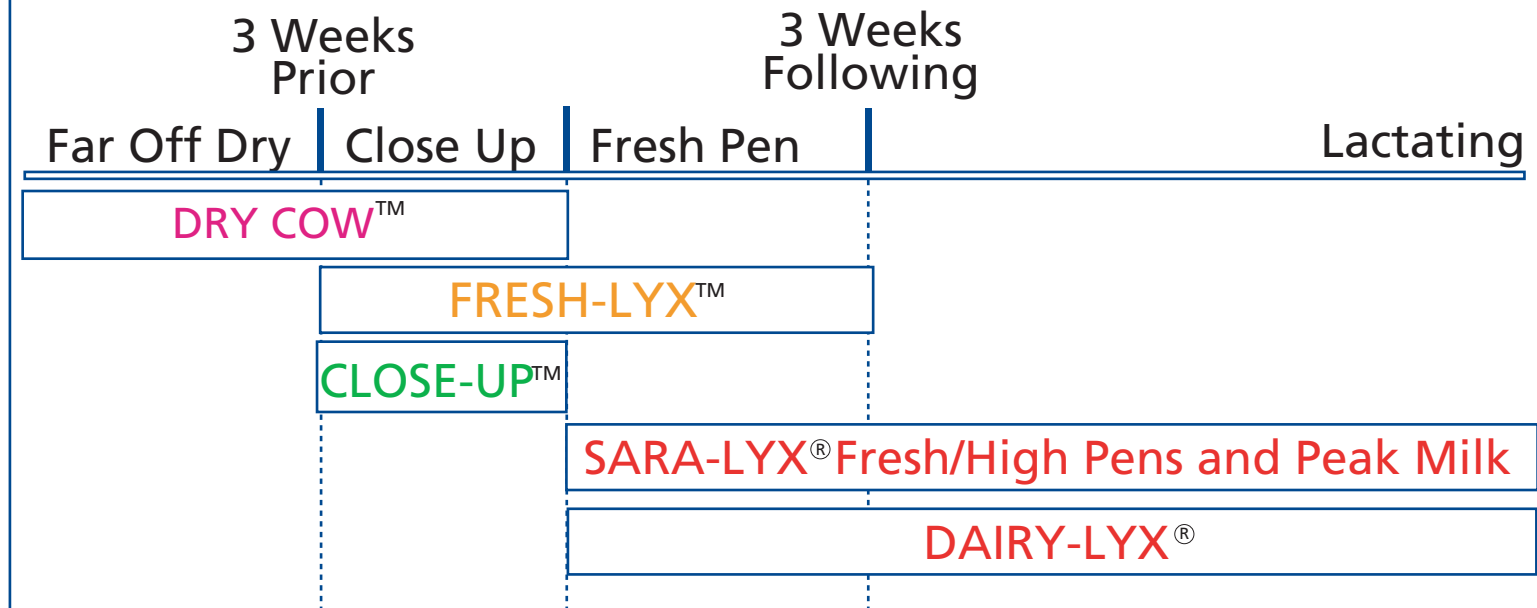 3 Weeks
Prior
3 Weeks
Following
Far Off Dry
Close Up
Fresh Pen
Lactating
DRY COW™
FRESH-LYX™
CLOSE-UP™
SARA-LYX® Fresh/High Pens and Peak Milk
DAIRY-LYX®